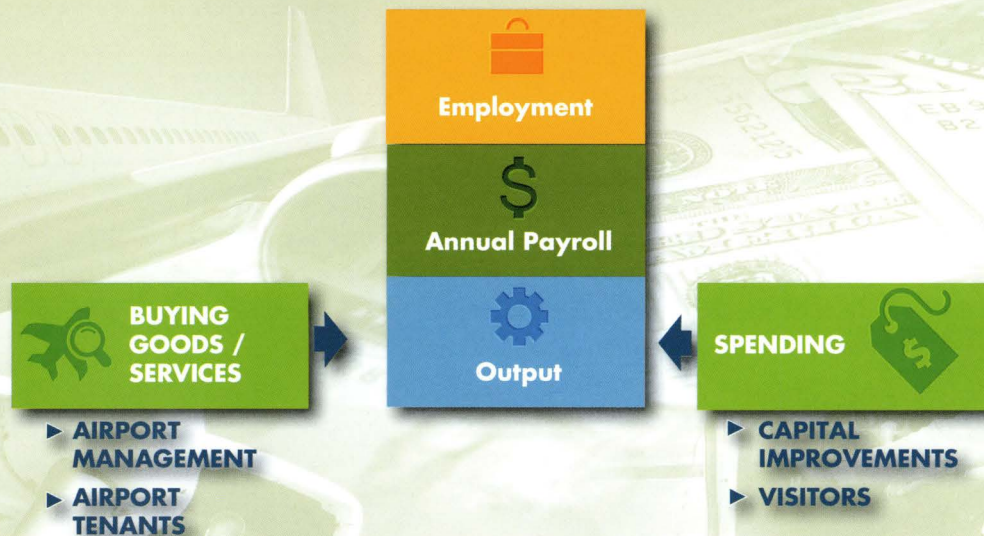 Employment
$
Annual Payroll
Output
BUYING
GOODS /
SERVICES
SPENDING
$
► AIRPORT
MANAGEMENT
► AIRPORT
TENANTS
► CAPITAL
IMPROVEMENTS
► VISITORS